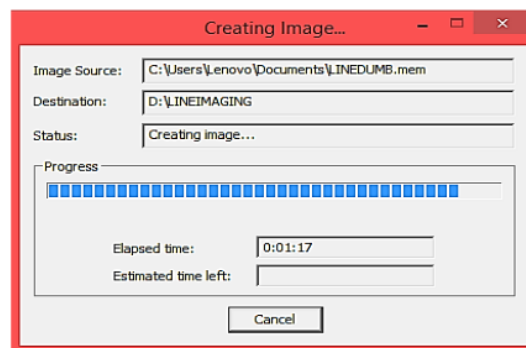 Creating Image...
Image Source: C:\Users\Lenovo\Documents\LINEDUMB.mem
Destination: D:\LINEIMAGING
Status: Creating image...
Progress
Elapsed time: 0:01:17
Estimated time left:
Cancel